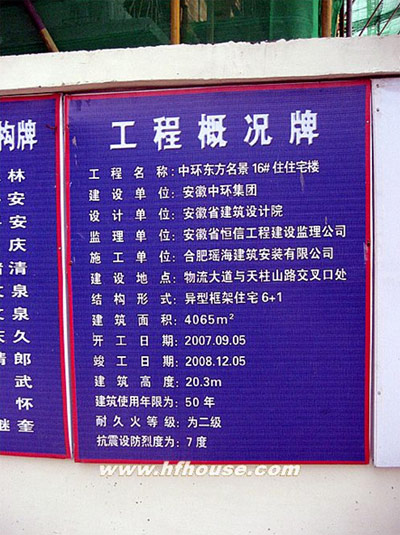 构牌
林
安
安
庆
清
泉
泉
久
郎
武
怀
继奎
工程概况牌
工程名称:中环东方名景16#住住宅楼
建设单位:安徽中环集团
设计单位:安徽省建筑设计院
监理单位:安徽省恒信工程建设监理公司
施工单位:合肥瑶海建筑安装有限公司
建设地点:物流大道与天柱山路交叉口处
结构形式:异型框架住宅6+1
建筑面积:4065m²
开工日期:2007.09.05
竣工日期:2008.12.05
建筑高度:20.3m
建筑使用年限为:50年
耐久火等级:为二级
抗震设防烈度为:7度
www.hfhouse.com